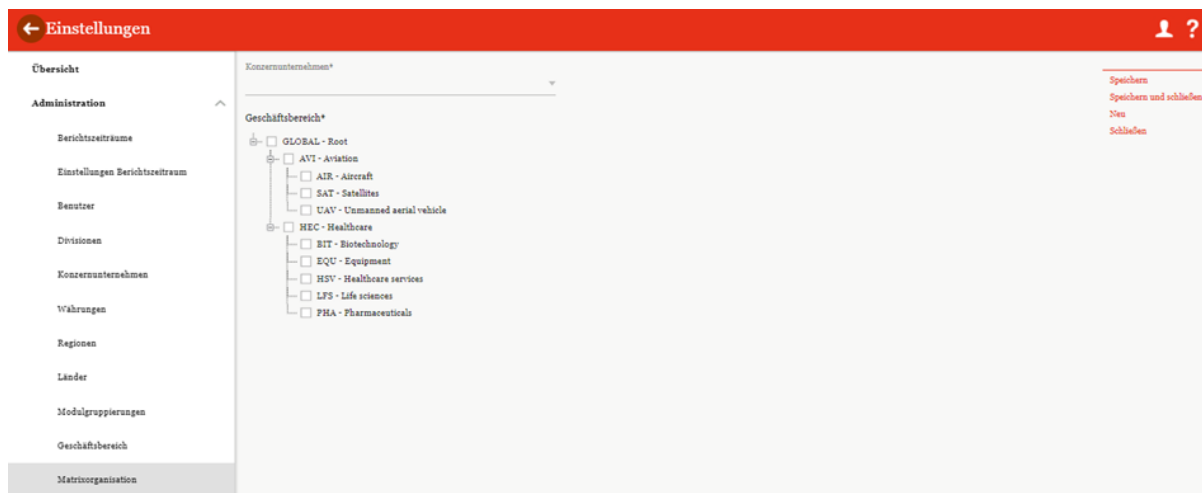 Einstellungen
?
Übersicht
Administration
Berichtszeiträume
Einstellungen Berichtszeitraum
Benutzer
Divisionen
Konzernunternehmen
Währungen
Regionen
Länder
Modulgruppierungen
Geschäftsbereich
Matrixorganisation
Konzernunternehmen*
Geschäftsbereich*
GLOBAL - Root
AVI - Aviation
AIR - Aircraft
SAT - Satellites
UAV - Unmanned aerial vehicle
HEC - Healthcare
BIT - Biotechnology
EQU - Equipment
HSV - Healthcare services
LFS - Life sciences
PHA - Pharmaceuticals
Speichern
Speichern und schließen
Neu
Schließen